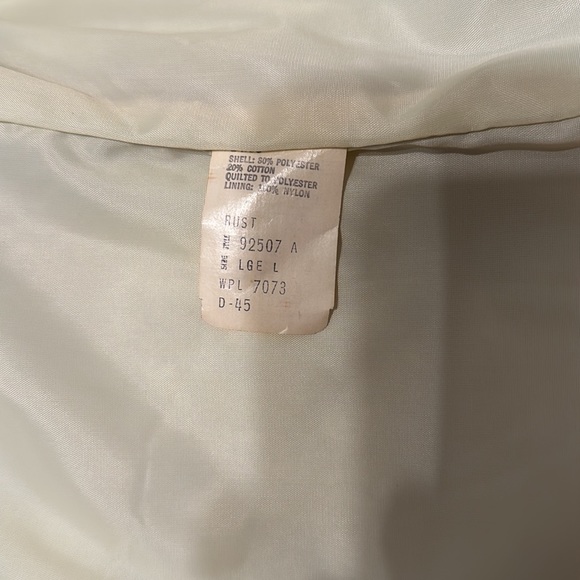 SHELL: 80% POLYESTER
20% COTTON
QUILTED TO POLYESTER
LINING: 100% NYLON
RUST
92507 A
LGE L
WPL 7073
D-45